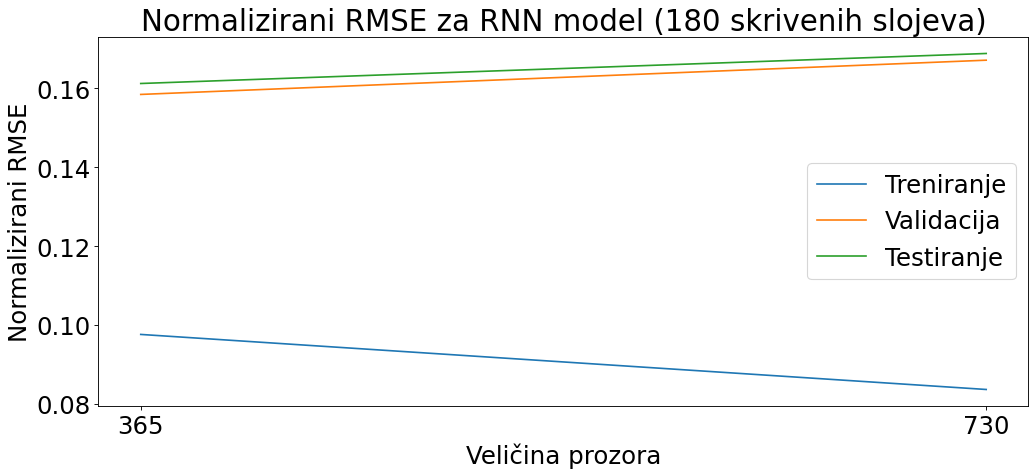 Normalizirani RMSE za RNN model (180 skrivenih slojeva)
Normalizirani RMSE
0.16
0.14
0.12
0.10
0.08
Treniranje
Validacija
Testiranje
365
730
Veličina prozora